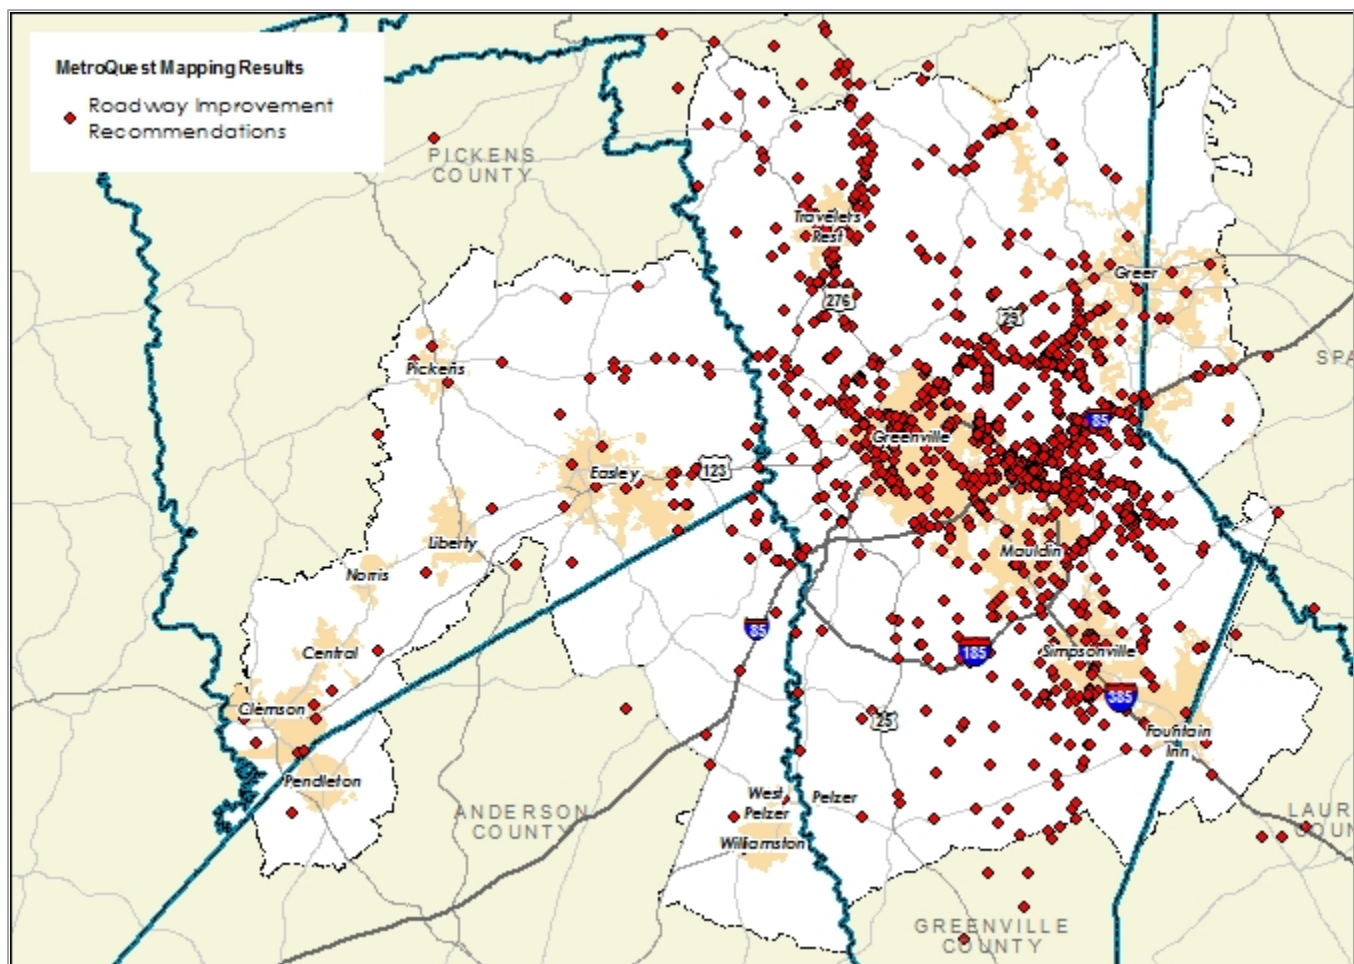 MetroQuest Mapping Results
Roadway Improvement
Recommendations
PICKENS
COUNTY
Travelers
Rest
Greer
276
29
SPA
Pickens
85
Greenville
Easley
123
Liberty
Mauldin
Norris
85
185
Central
Simpsonville
385
Clemson
25
Fountain
Inn
Pendleton
West
Pelzer
Pelzer
ANDERSON
COUNTY
LAUR
COUN
Williamston
GREENVILLE
COUNTY